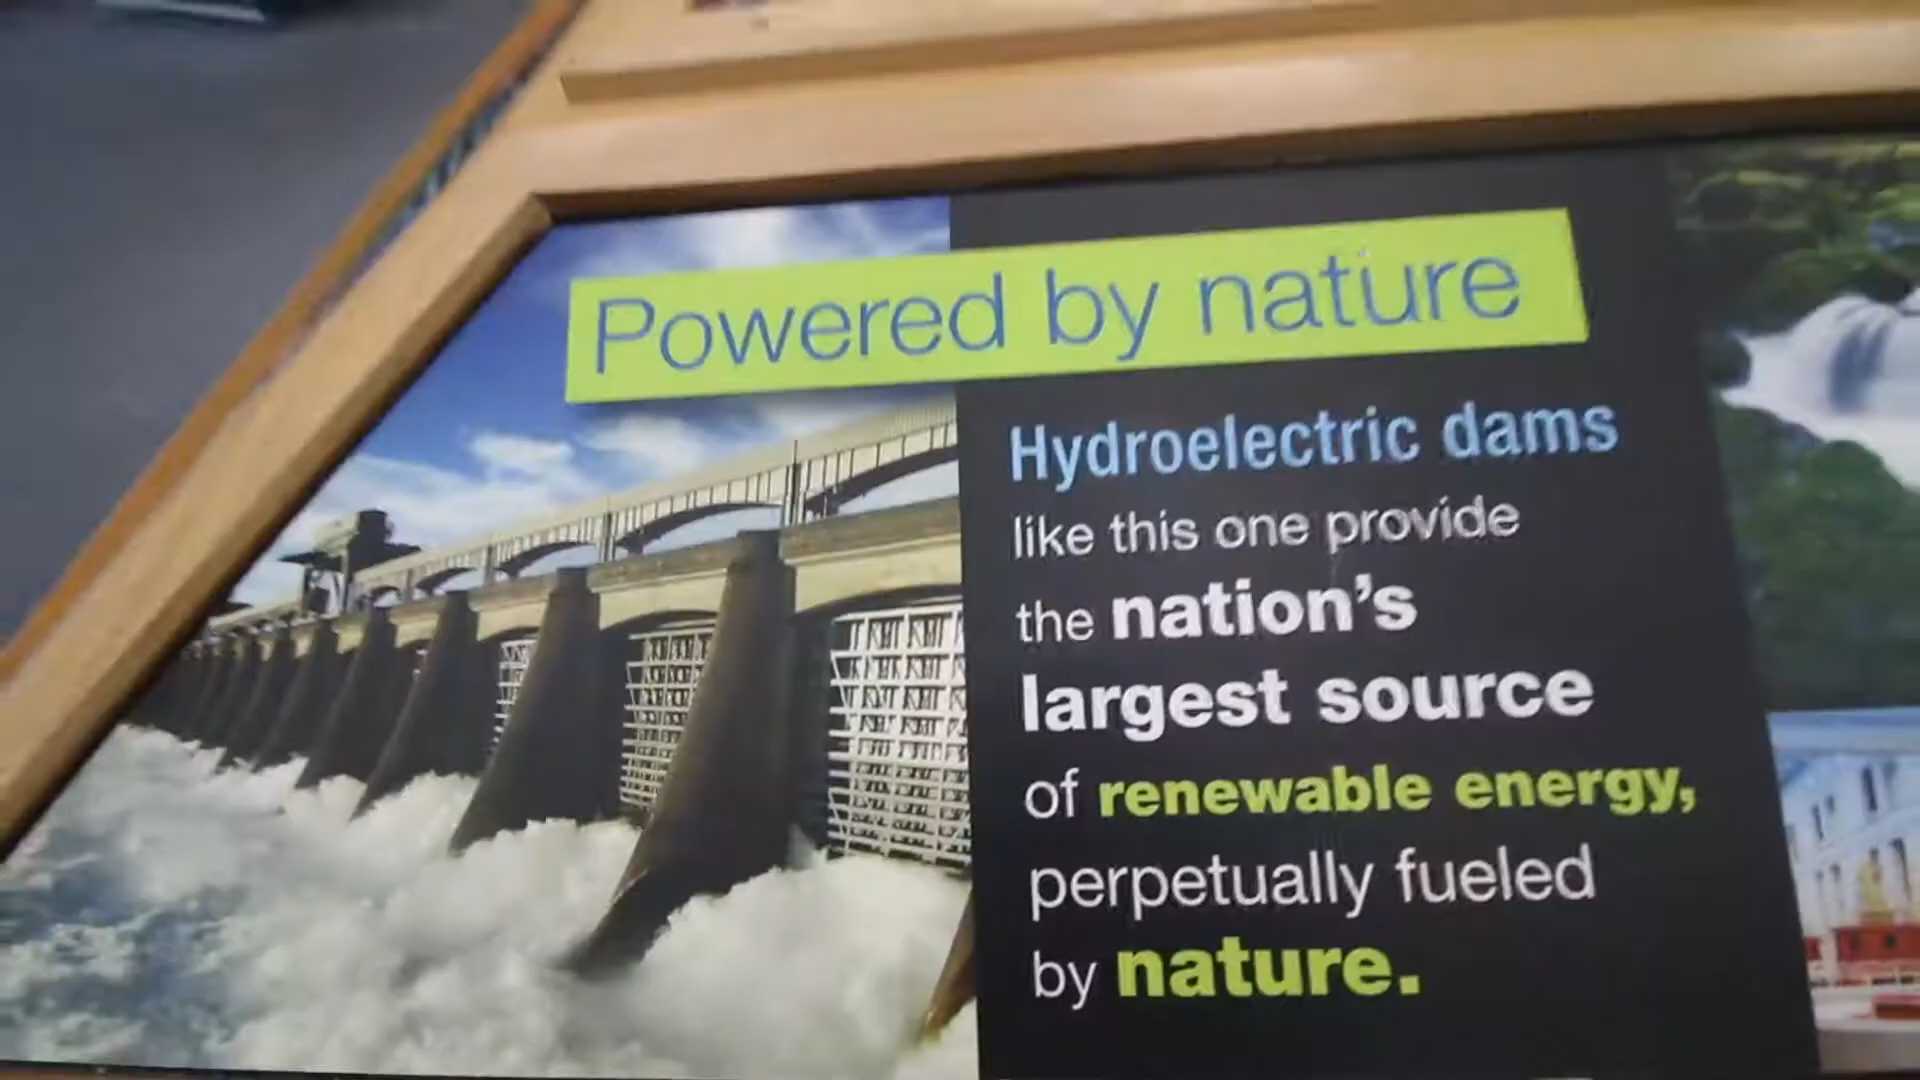 Powered by nature
Hydroelectric dams
like this one provide
the nation's
largest source
of renewable energy,
perpetually fueled
by nature.